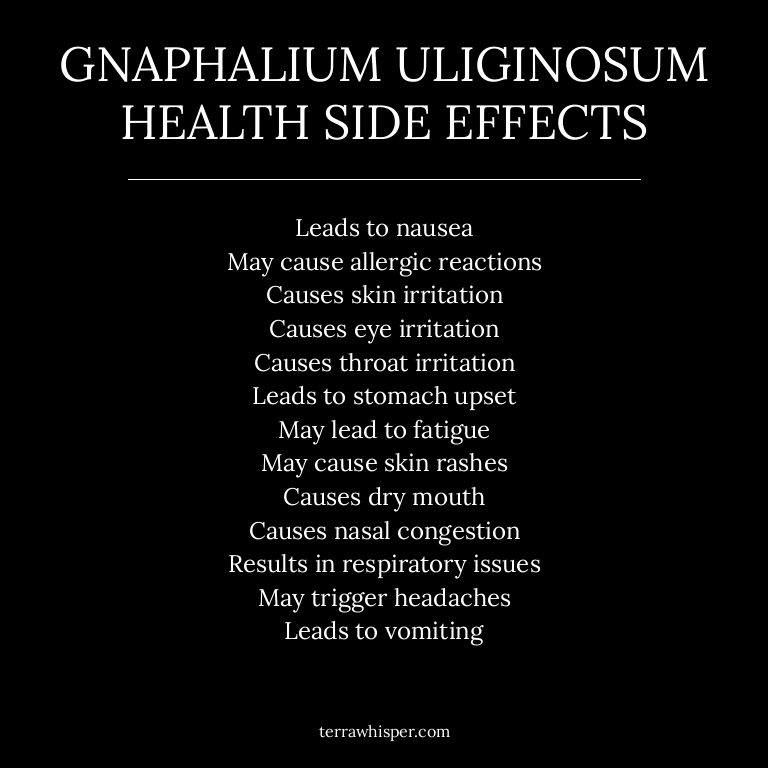 GNAPHALIUM ULIGINOSUM
HEALTH SIDE EFFECTS
Leads to nausea
May cause allergic reactions
Causes skin irritation
Causes eye irritation
Causes throat irritation
Leads to stomach upset
May lead to fatigue
May cause skin rashes
Causes dry mouth
Causes nasal congestion
Results in respiratory issues
May trigger headaches
Leads to vomiting
terrawhisper.com